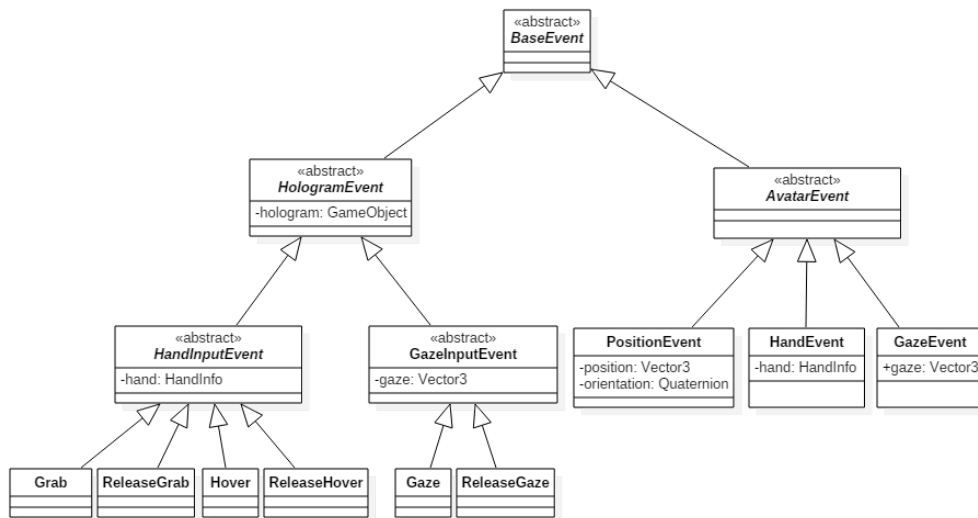 «abstract»
BaseEvent
«abstract»
HologramEvent
-hologram: GameObject
«abstract»
AvatarEvent
«abstract»
HandInputEvent
-hand: HandInfo
«abstract»
GazeInputEvent
-gaze: Vector3
PositionEvent
-position: Vector3
-orientation: Quaternion
HandEvent
-hand: HandInfo
GazeEvent
+gaze: Vector3
Grab
ReleaseGrab
Hover
ReleaseHover
Gaze
ReleaseGaze